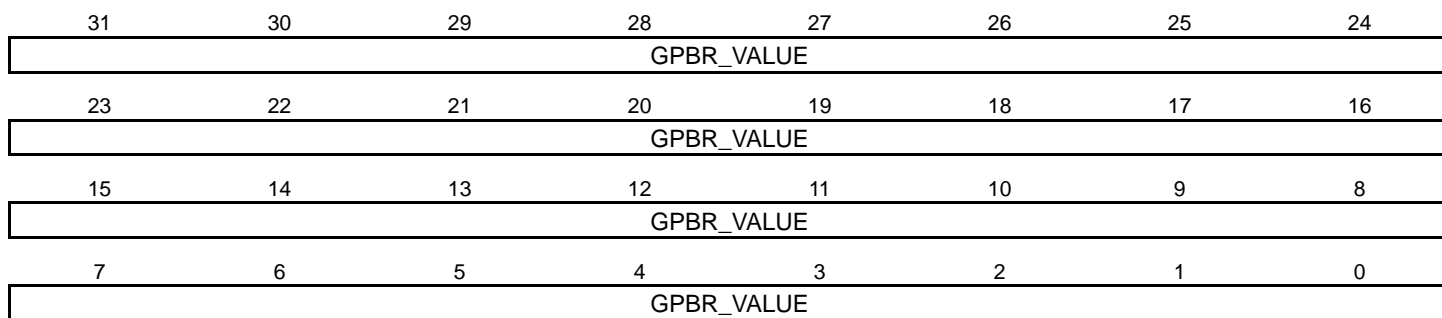 31 30 29 28 27 26 25 24
GPBR_VALUE
23 22 21 20 19 18 17 16
GPBR_VALUE
15 14 13 12 11 10 9 8
GPBR_VALUE
7 6 5 4 3 2 1 0
GPBR_VALUE